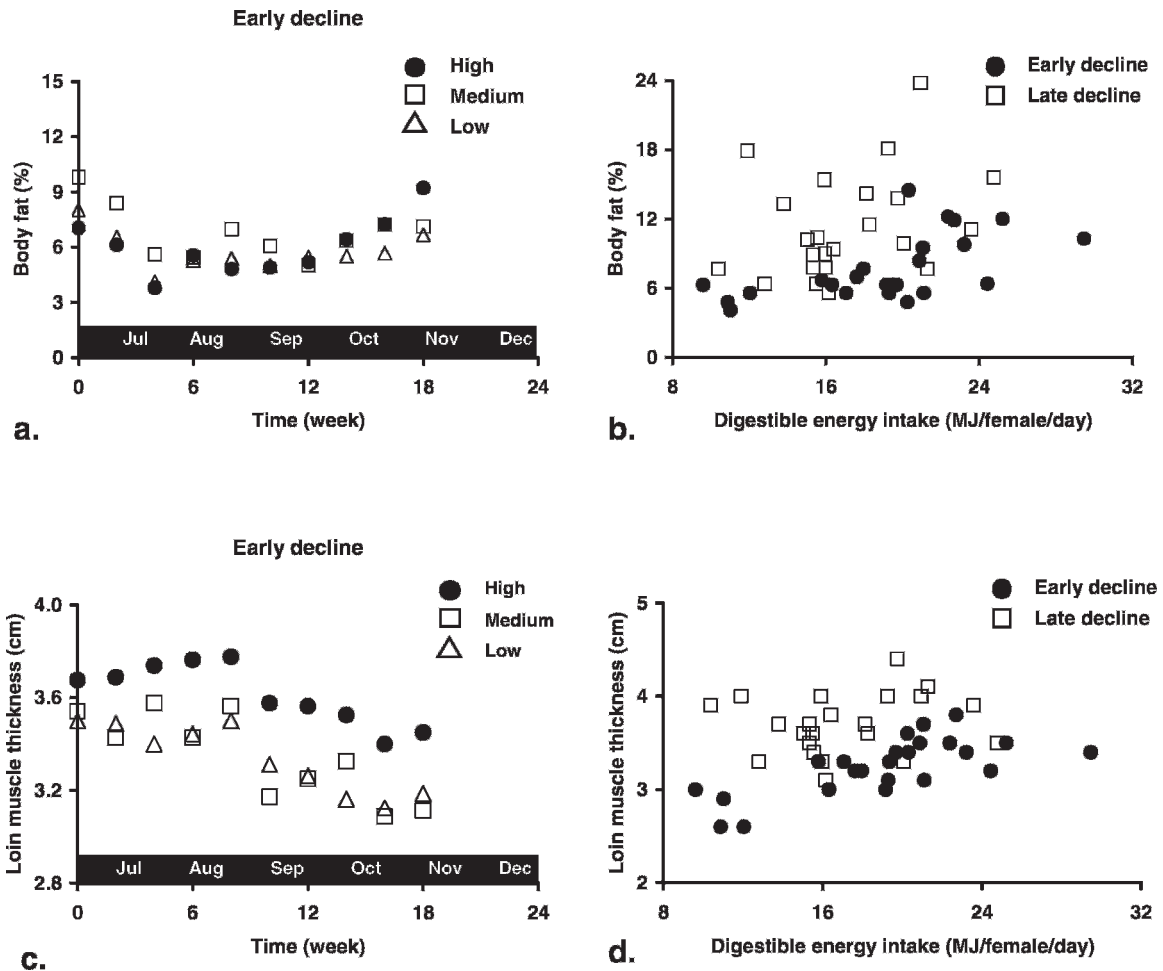 Early decline
High
Medium
Low
15
12
9
6
3
0
Body fat (%)
Jul Aug Sep Oct Nov Dec
0 6 12 18 24
Time (week)
a.
Early decline
Late decline
24
18
12
6
0
Body fat (%)
8 16 24 32
Digestible energy intake (MJ/female/day)
b.
Early decline
High
Medium
Low
4.0
3.6
3.2
2.8
Loin muscle thickness (cm)
Jul Aug Sep Oct Nov Dec
0 6 12 18 24
Time (week)
c.
Early decline
Late decline
5
4
3
2
Loin muscle thickness (cm)
8 16 24 32
Digestible energy intake (MJ/female/day)
d.